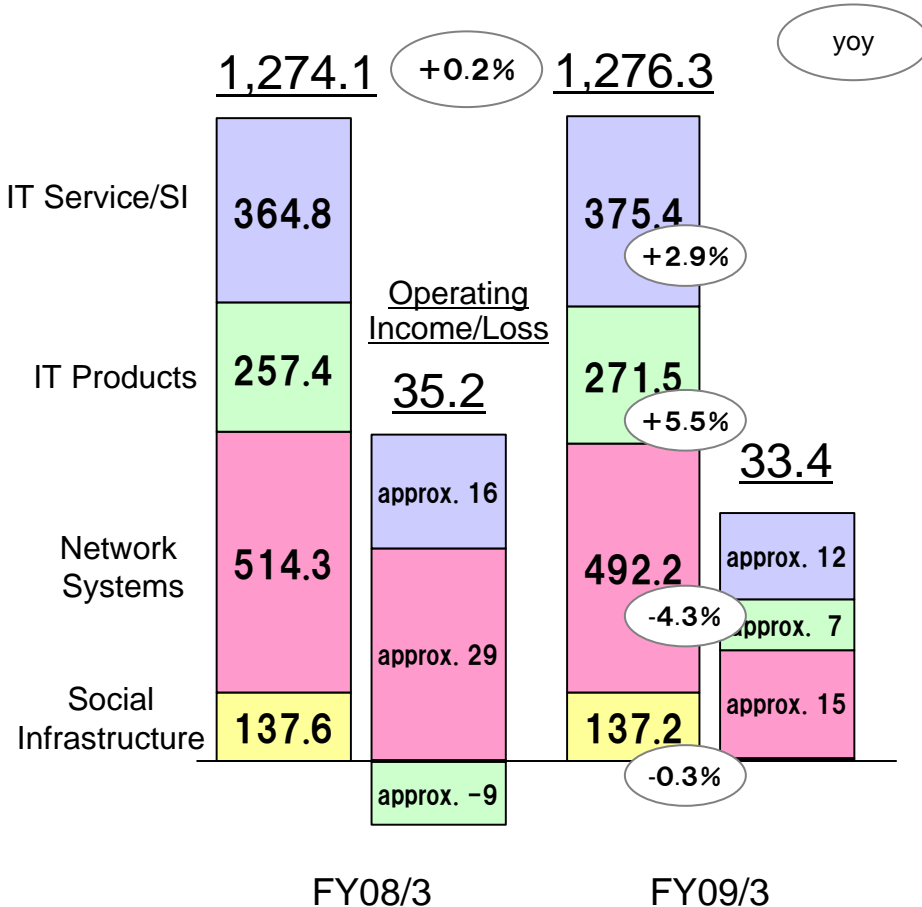 yoy
1,274.1
+0.2%
1,276.3
IT Service/SI
364.8
375.4
+2.9%
Operating
Income/Loss
IT Products
257.4
35.2
271.5
+5.5%
33.4
approx. 16
approx. 12
Network
Systems
514.3
492.2
-4.3%
approx. 7
approx. 29
approx. 15
Social
Infrastructure
137.6
137.2
-0.3%
approx. -9
FY08/3
FY09/3